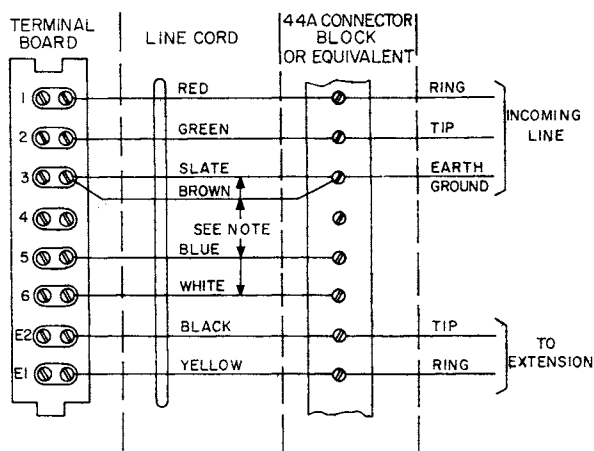 TERMINAL
BOARD
LINE CORD
44A CONNECTOR
BLOCK
OR EQUIVALENT
1
RED
RING
2
GREEN
TIP
INCOMING
LINE
3
SLATE
EARTH
GROUND
BROWN
4
SEE NOTE
5
BLUE
6
WHITE
E2
BLACK
TIP
E1
YELLOW
RING
TO
EXTENSION